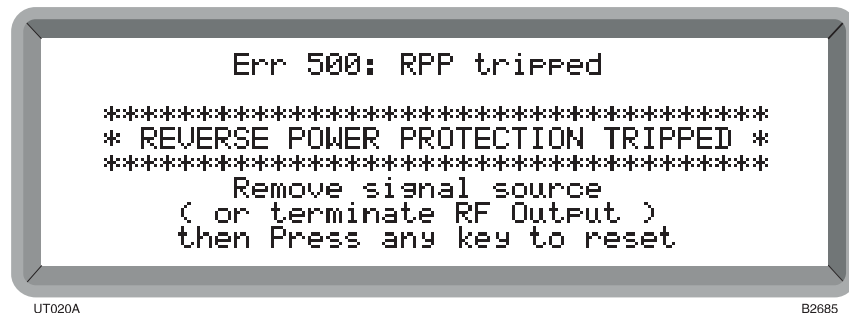 Err 500: RPP tripped
************************************
* REVERSE POWER PROTECTION TRIPPED *
************************************
Remove signal source
( or terminate RF Output )
then Press any key to reset
UT020A
B2685